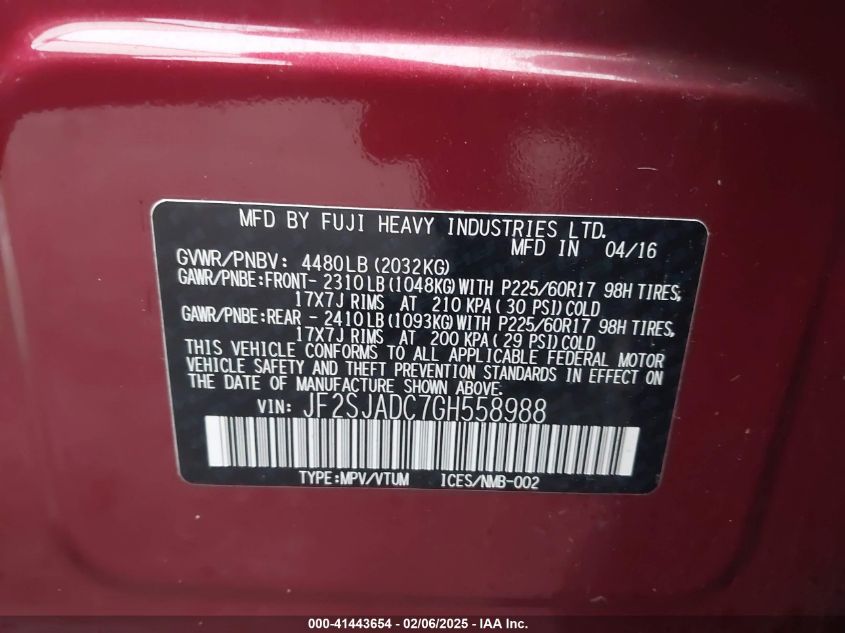 MFD BY FUJI HEAVY INDUSTRIES LTD.
MFD IN 04/16
GVWR/PNBV: 4480LB (2032KG)
GAWR/PNBE:FRONT- 2310LB (1048KG) WITH P225/60R17 98H TIRES,
17X7J RIMS AT 210 KPA ( 30 PSI) COLD
GAWR/PNBE:REAR - 2410LB (1093KG) WITH P225/60R17 98H TIRES,
17X7J RIMS AT 200 KPA ( 29 PSI) COLD
THIS VEHICLE CONFORMS TO ALL APPLICABLE FEDERAL MOTOR
VEHICLE SAFETY AND THEFT PREVENTION STANDARDS IN EFFECT ON
THE DATE OF MANUFACTURE SHOWN ABOVE.
VIN: JF2SJADC7GH558988
TYPE:MPV/VTUM ICES/NMB-002
000-41443654 - 02/06/2025 - IAA Inc.